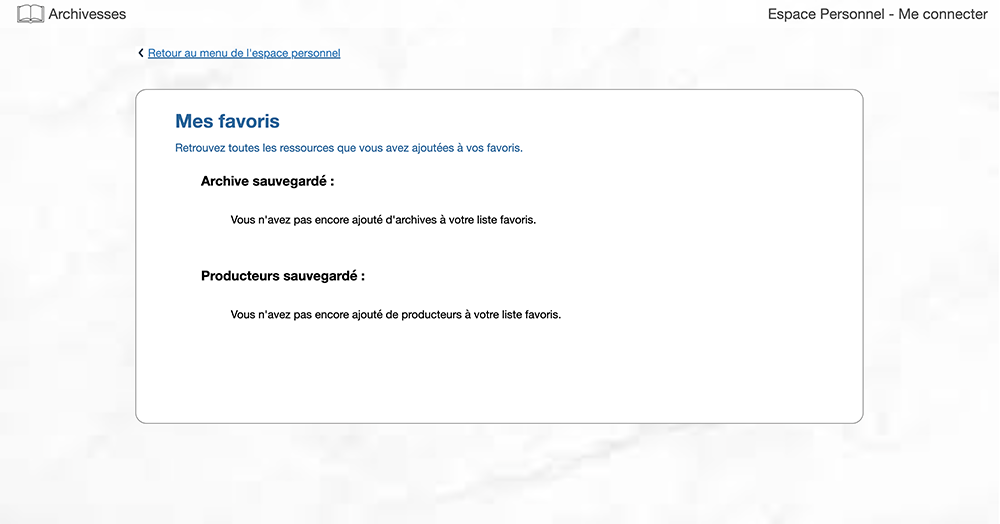 Archivesses
Espace Personnel - Me connecter
Retour au menu de l'espace personnel
Mes favoris
Retrouvez toutes les ressources que vous avez ajoutées à vos favoris.
Archive sauvegardé :
Vous n'avez pas encore ajouté d'archives à votre liste favoris.
Producteurs sauvegardé :
Vous n'avez pas encore ajouté de producteurs à votre liste favoris.